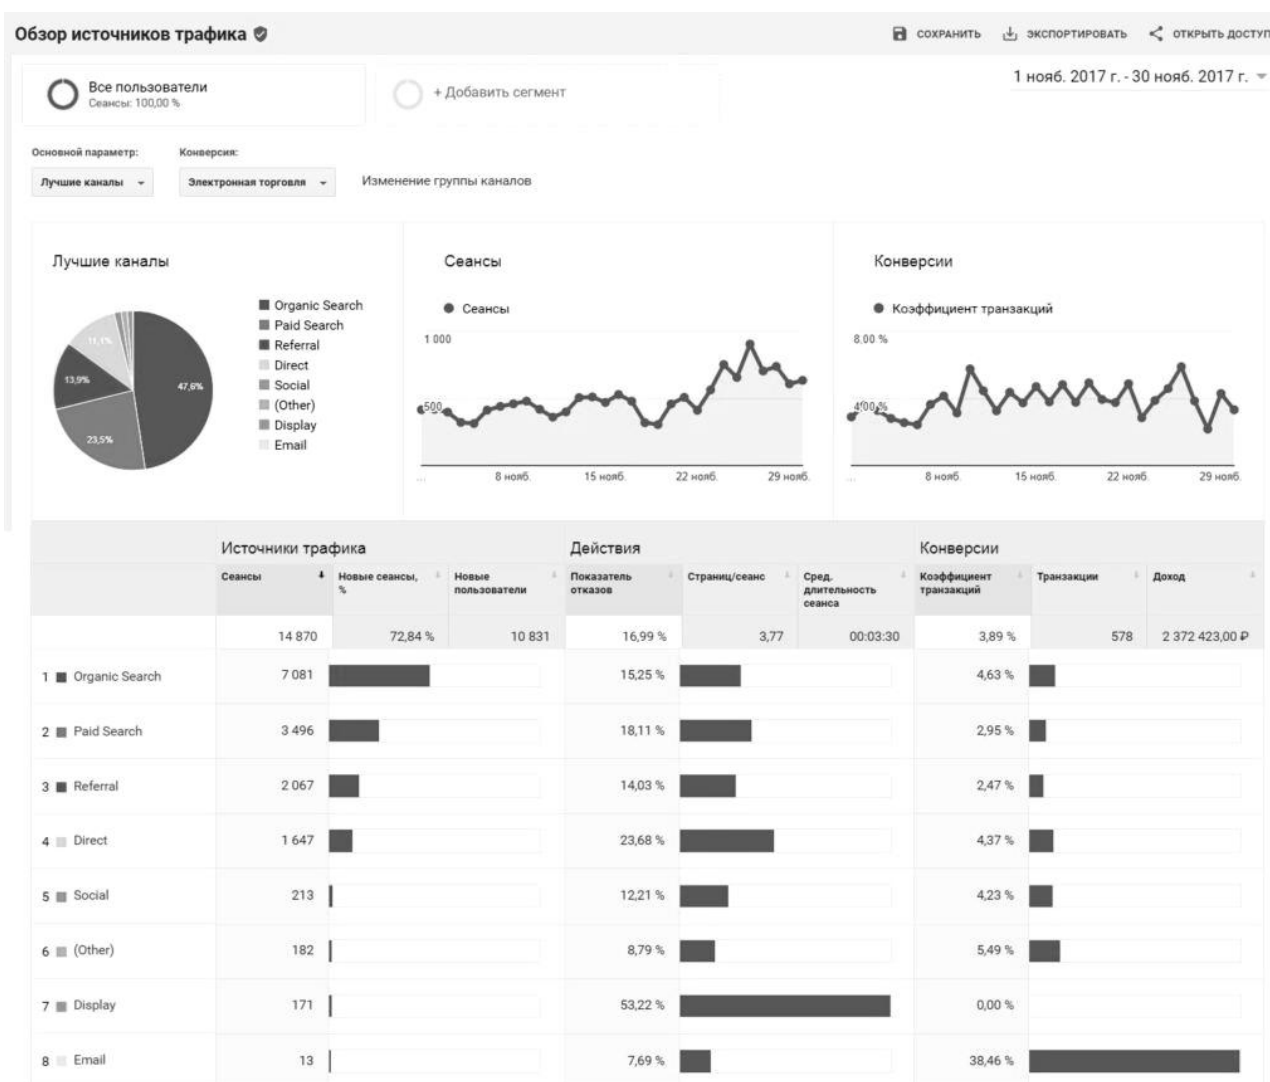 Обзор источников трафика
СОХРАНИТЬ
ЭКСПОРТИРОВАТЬ
ОТКРЫТЬ ДОСТУП
Все пользователи
Сеансы: 100,00 %
+ Добавить сегмент
1 нояб. 2017 г. - 30 нояб. 2017 г.
Основной параметр:
Конверсия:
Лучшие каналы
Электронная торговля
Изменение группы каналов
Лучшие каналы
47,6%
23,5%
13,9%
11,1%
Organic Search
Paid Search
Referral
Direct
Social
(Other)
Display
Email
Сеансы
Сеансы
1 000
500
... 8 нояб. 15 нояб. 22 нояб. 29 нояб.
Конверсии
Коэффициент транзакций
8.00 %
4.00 %
... 8 нояб. 15 нояб. 22 нояб. 29 нояб.
Источники трафика Действия Конверсии
Сеансы
Новые сеансы,
%
Новые
пользователи
Показатель
отказов
Страниц/сеанс
Сред.
длительность
сеанса
Коэффициент
транзакций
Транзакции
Доход
14 870 72,84 % 10 831 16,99 % 3,77 00:03:30 3,89 % 578 2 372 423,00 ₽
1 Organic Search 7 081 15,25 % 4,63 %
2 Paid Search 3 496 18,11 % 2,95 %
3 Referral 2 067 14,03 % 2,47 %
4 Direct 1 647 23,68 % 4,37 %
5 Social 213 12,21 % 4,23 %
6 (Other) 182 8,79 % 5,49 %
7 Display 171 53,22 % 0,00 %
8 Email 13 7,69 % 38,46 %